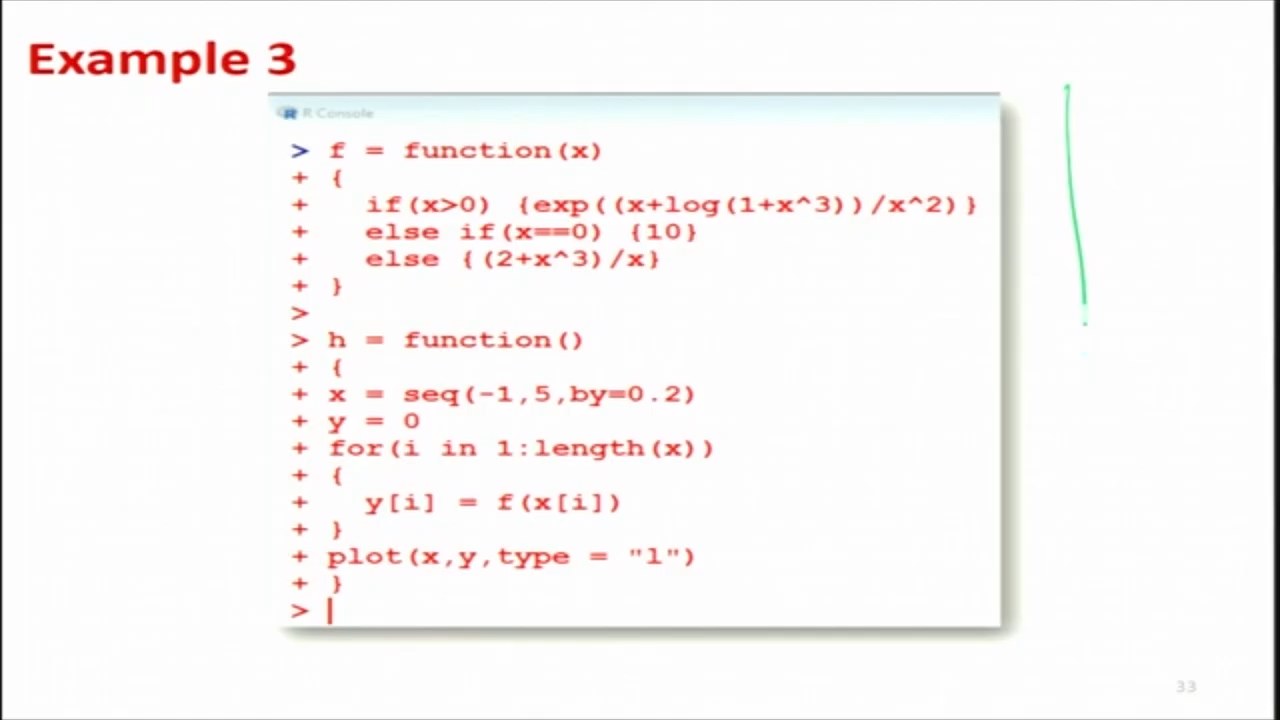 Example 3
R Console
> f = function(x)
+ {
+   if(x>0) {exp((x+log(1+x^3))/x^2)}
+   else if(x==0) {10}
+   else {(2+x^3)/x}
+ }
>
> h = function()
+ {
+ x = seq(-1,5,by=0.2)
+ y = 0
+ for(i in 1:length(x))
+ {
+   y[i] = f(x[i])
+ }
+ plot(x,y,type = "l")
+ }
>
33